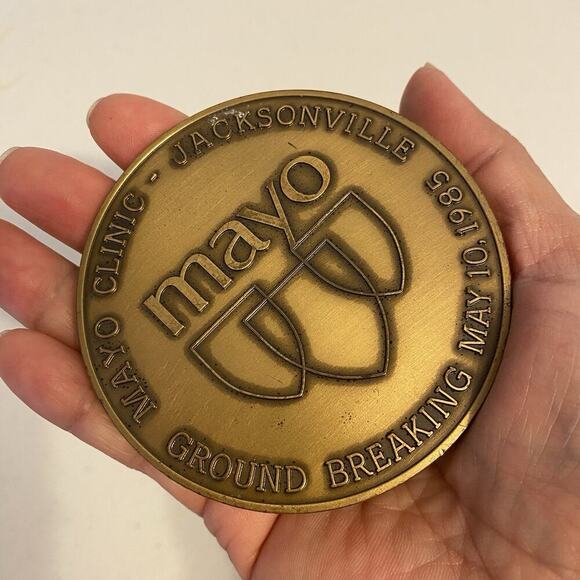 MAYO CLINIC - JACKSONVILLE
mayo
GROUND BREAKING MAY 10, 1985